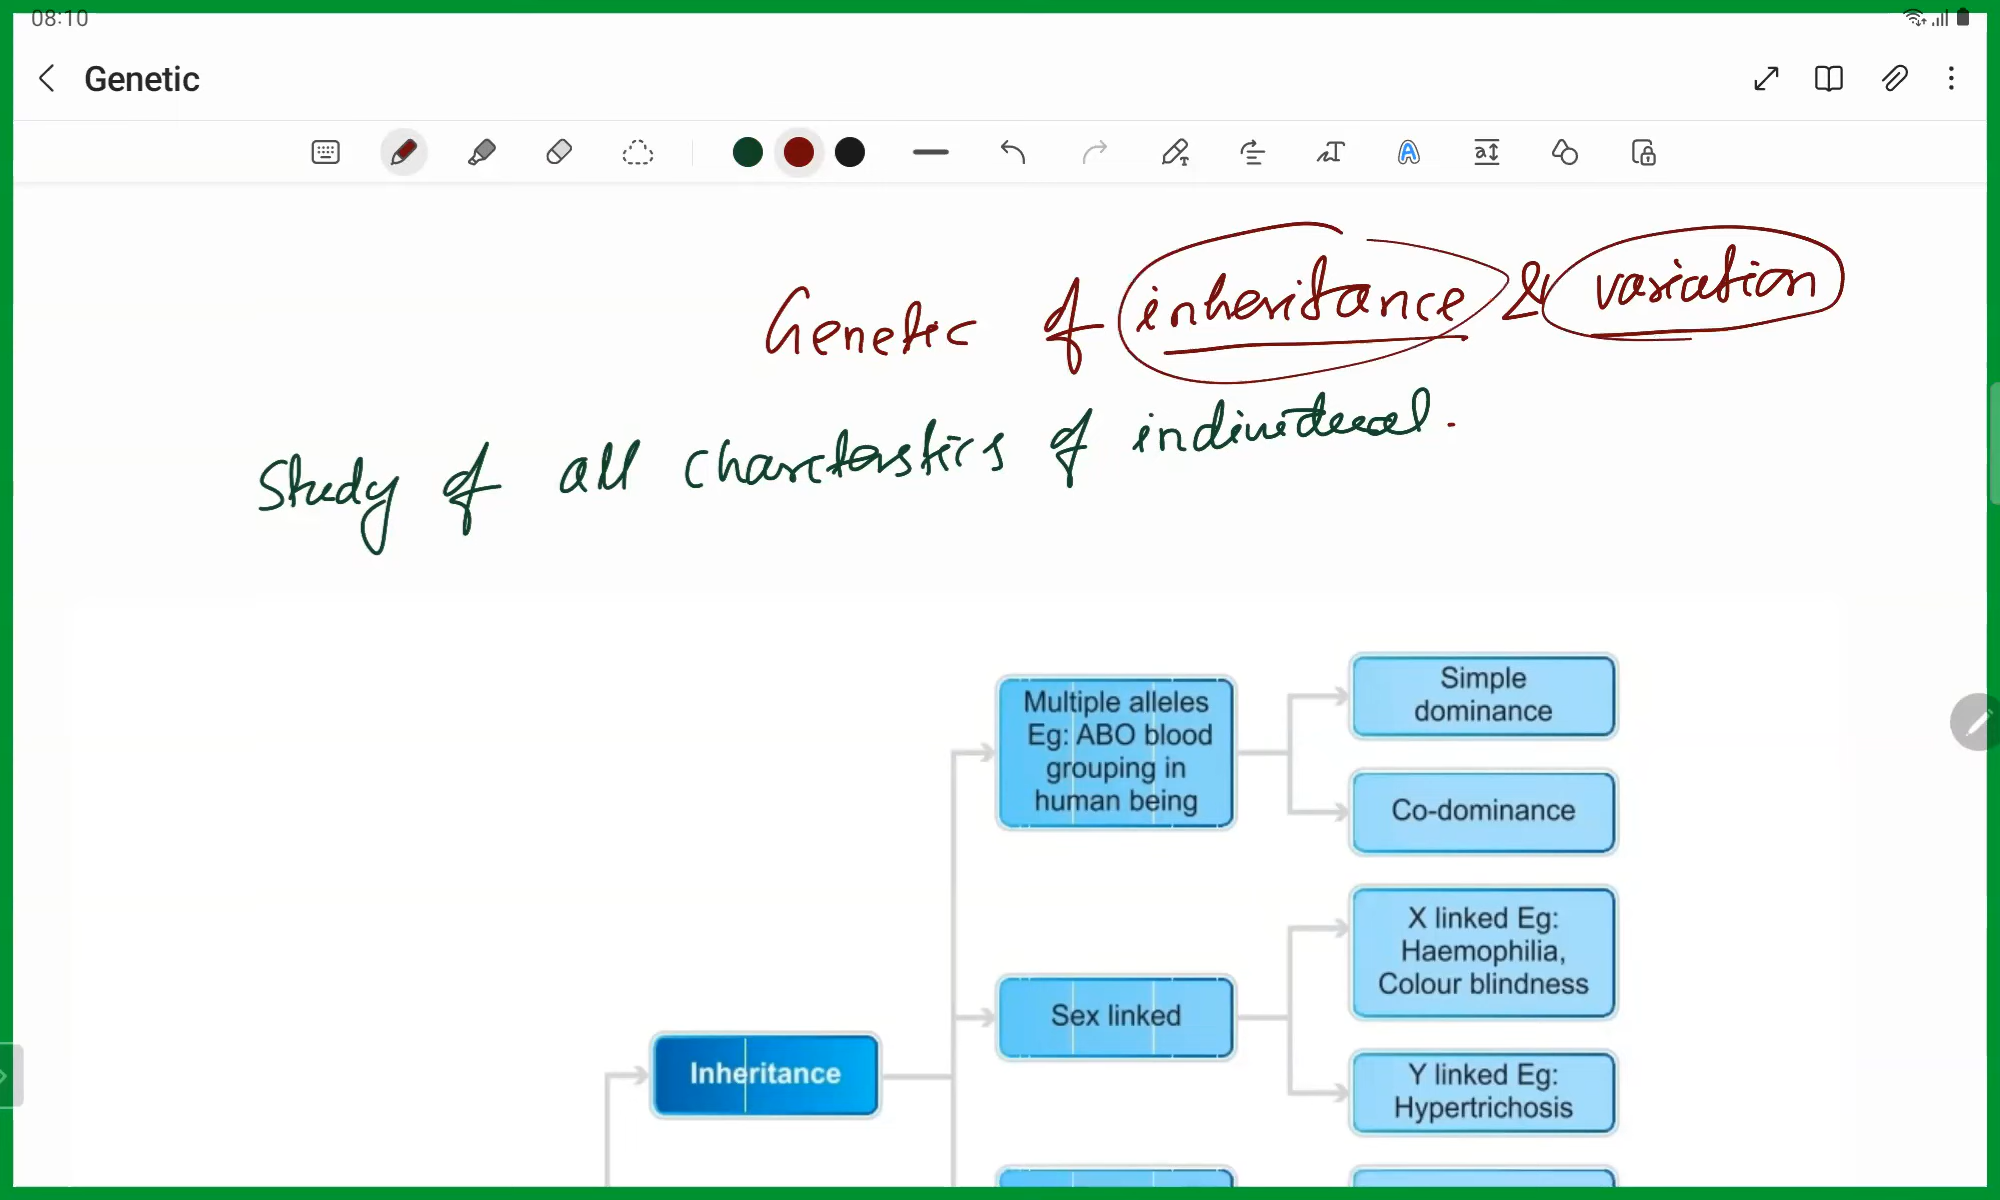 08:10
Genetic
Genetic of inheritance & variation
Study of all charcterstics of individual.
Multiple alleles
Eg: ABO blood
grouping in
human being
Simple
dominance
Co-dominance
X linked Eg:
Haemophilia,
Colour blindness
Sex linked
Y linked Eg:
Hypertrichosis
Inheritance